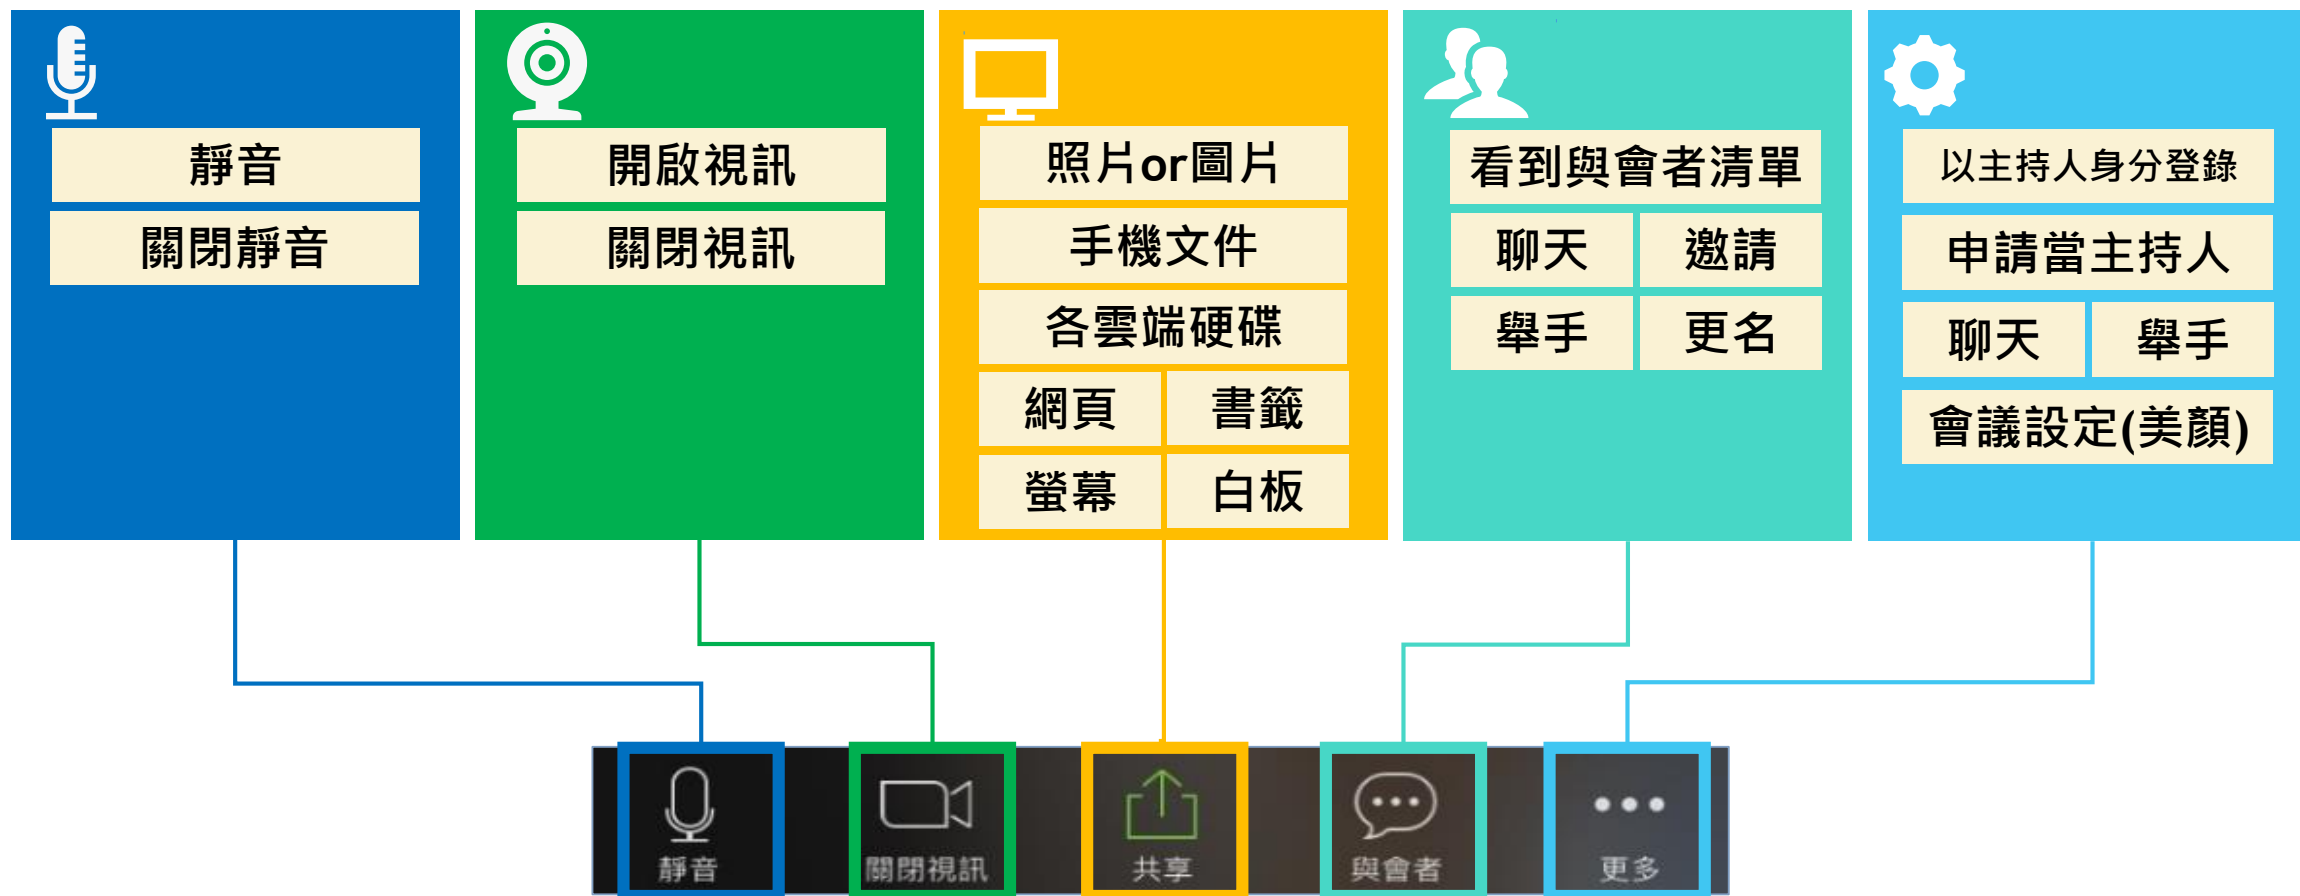 靜音
關閉靜音
開啟視訊
關閉視訊
照片or圖片
手機文件
各雲端硬碟
網頁 書籤
螢幕 白板
看到與會者清單
聊天 邀請
舉手 更名
以主持人身分登錄
申請當主持人
聊天 舉手
會議設定(美顏)
靜音 關閉視訊 共享 與會者 更多